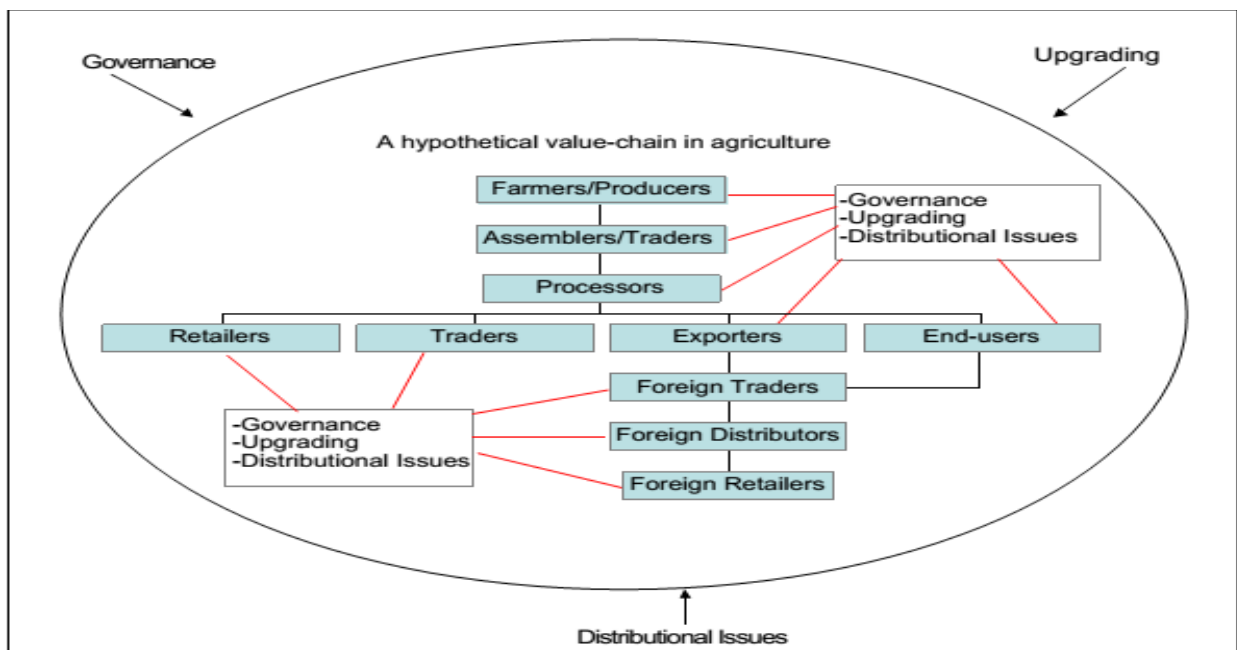 Governance
Upgrading
A hypothetical value-chain in agriculture
Farmers/Producers
-Governance
-Upgrading
-Distributional Issues
Assemblers/Traders
Processors
Retailers
Traders
Exporters
End-users
Foreign Traders
-Governance
-Upgrading
-Distributional Issues
Foreign Distributors
Foreign Retailers
Distributional Issues